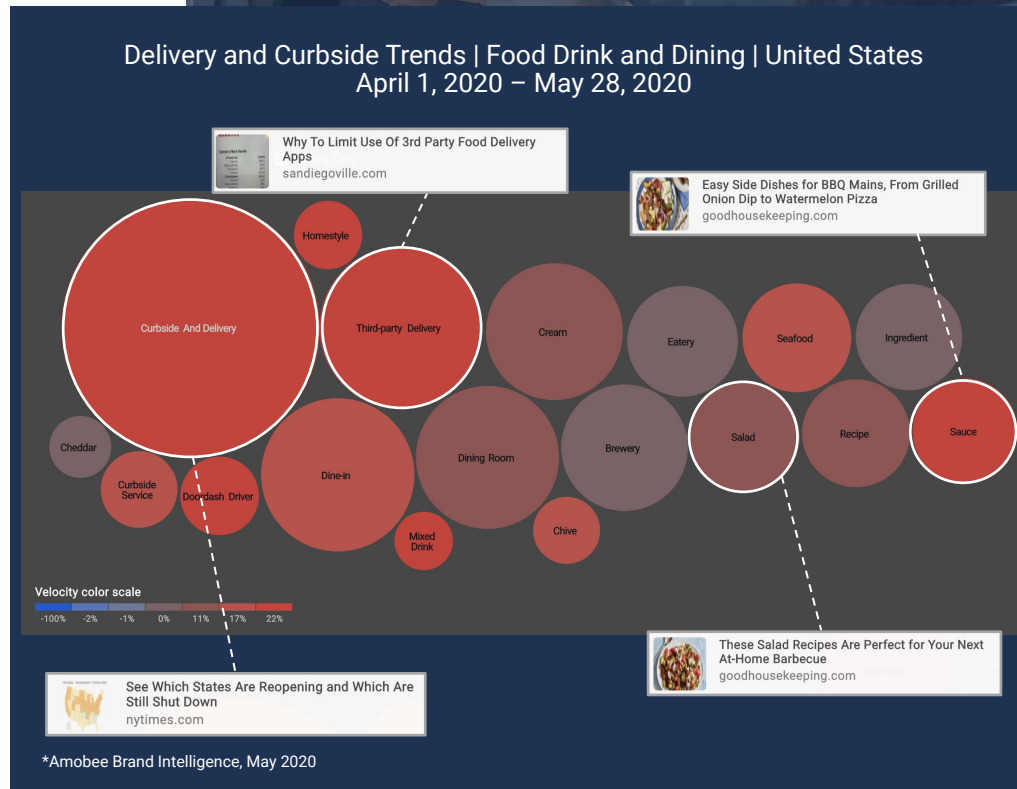 Delivery and Curbside Trends | Food Drink and Dining | United States
April 1, 2020 – May 28, 2020
Why To Limit Use Of 3rd Party Food Delivery
Apps
sandiegoville.com
Easy Side Dishes for BBQ Mains, From Grilled
Onion Dip to Watermelon Pizza
goodhousekeeping.com
Homestyle
Curbside And Delivery
Third-party Delivery
Cream
Eatery
Seafood
Ingredient
Cheddar
Curbside
Service
Doordash Driver
Dine-in
Dining Room
Brewery
Salad
Recipe
Sauce
Mixed
Drink
Chive
Velocity color scale
-100% -2% -1% 0% 11% 17% 22%
These Salad Recipes Are Perfect for Your Next
At-Home Barbecue
goodhousekeeping.com
See Which States Are Reopening and Which Are
Still Shut Down
nytimes.com
*Amobee Brand Intelligence, May 2020